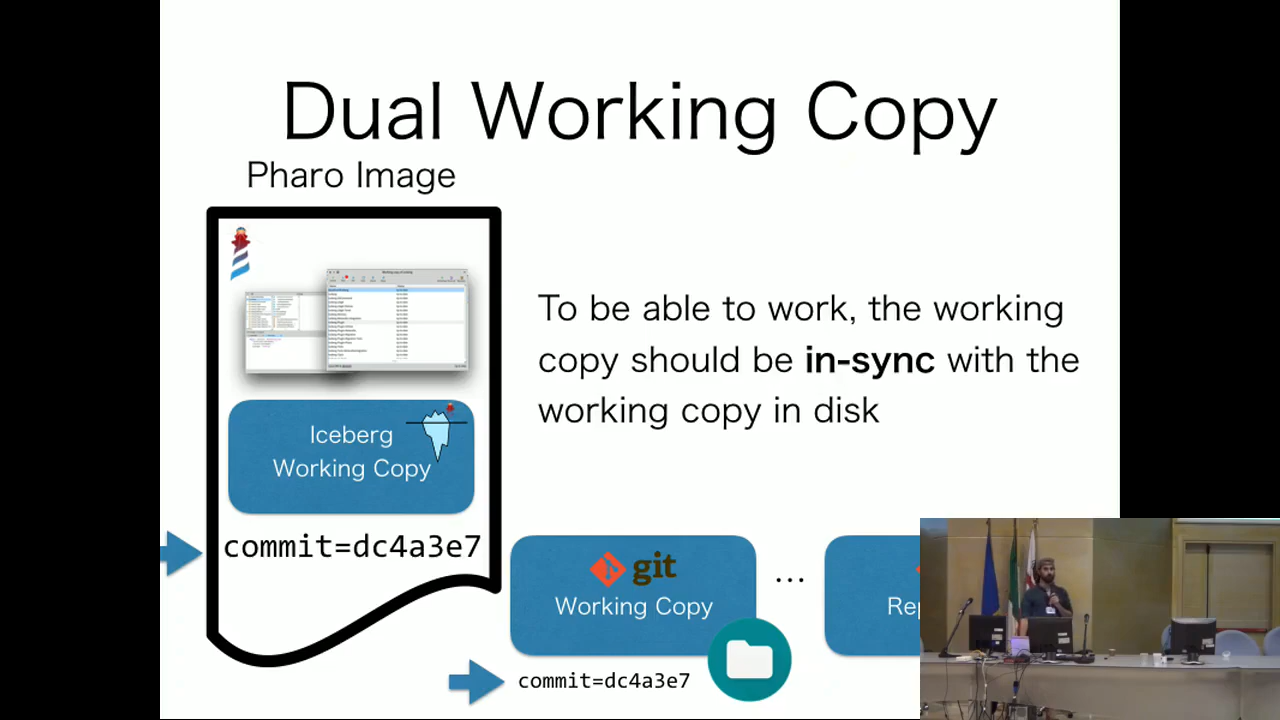 Dual Working Copy
Pharo Image
To be able to work, the working
copy should be in-sync with the
working copy in disk
Iceberg
Working Copy
commit=dc4a3e7
git
Working Copy
...
Rep
commit=dc4a3e7